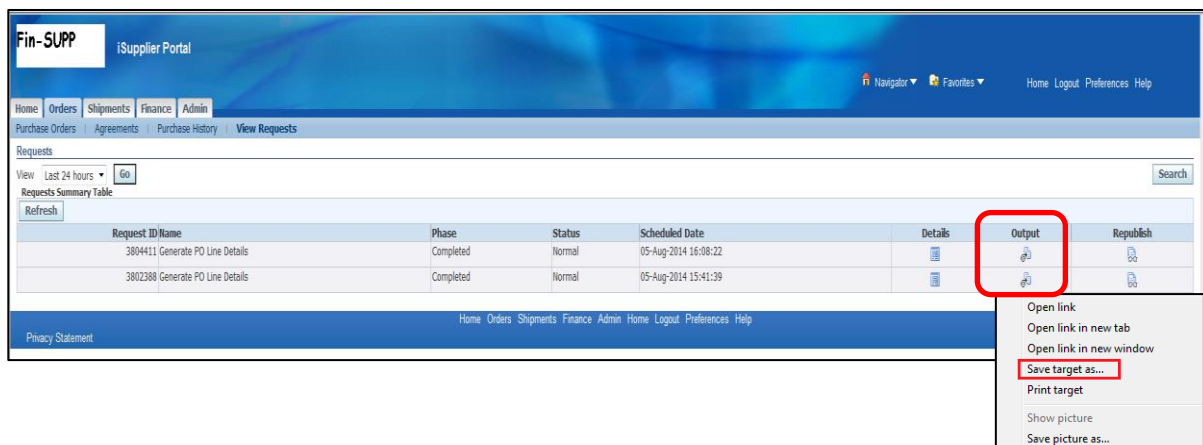 Fin-SUPP
iSupplier Portal
Navigator Favorites Home Logout Preferences Help
Home Orders Shipments Finance Admin
Purchase Orders | Agreements | Purchase History | View Requests
Requests
View Last 24 hours Go Search
Requests Summary Table
Refresh
Request ID Name Phase Status Scheduled Date Details Output Republish
3804411 Generate PO Line Details Completed Normal 05-Aug-2014 16:08:22
3802388 Generate PO Line Details Completed Normal 05-Aug-2014 15:41:39
Home Orders Shipments Finance Admin Home Logout Preferences Help
Privacy Statement
Open link
Open link in new tab
Open link in new window
Save target as...
Print target
Show picture
Save picture as...